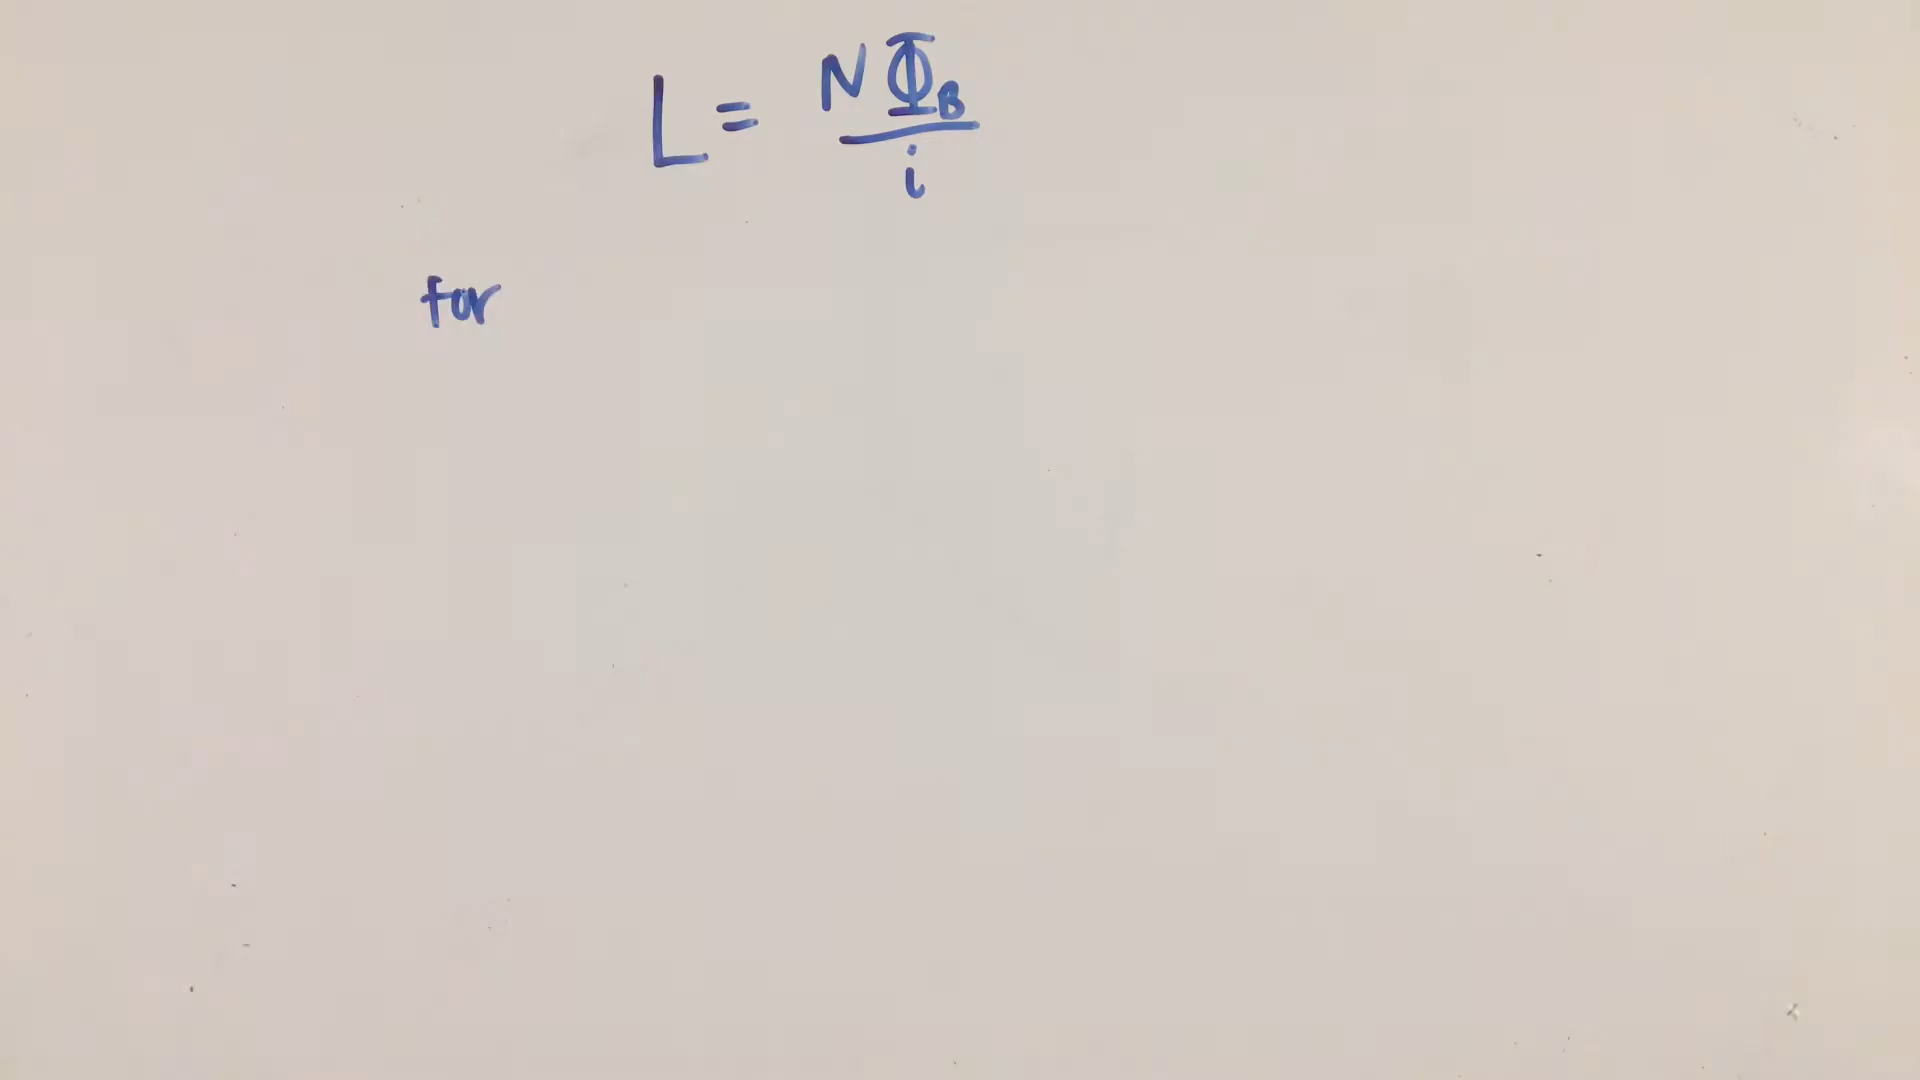 L = NΦ_B / i
for